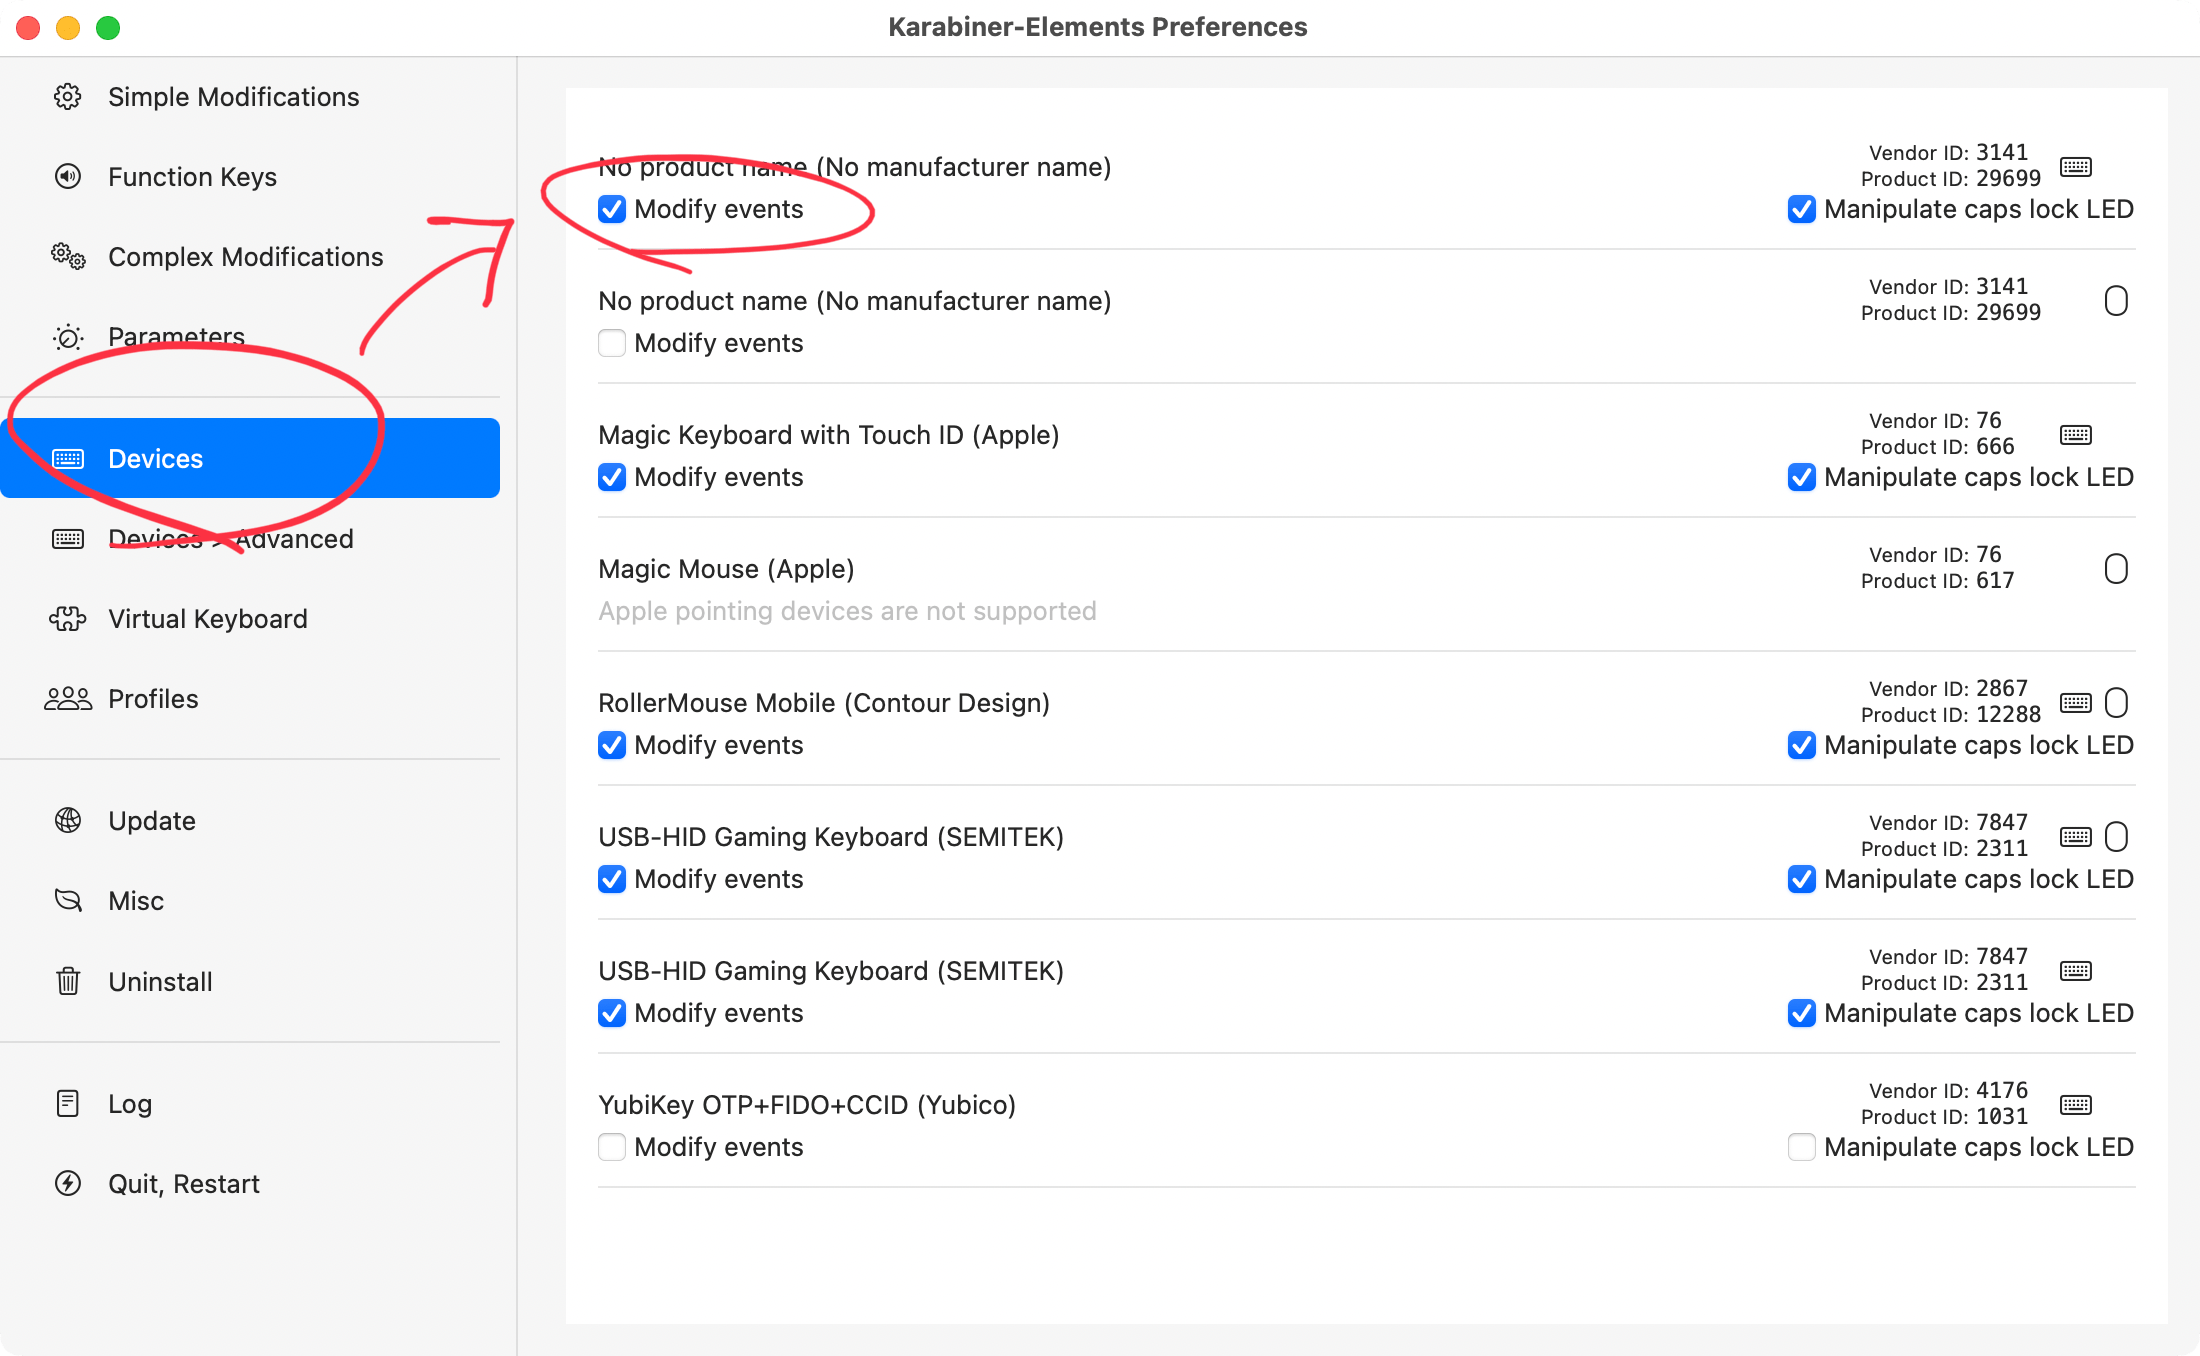 Karabiner-Elements Preferences
Simple Modifications
Function Keys
Complex Modifications
Parameters
Devices
Devices > Advanced
Virtual Keyboard
Profiles
Update
Misc
Uninstall
Log
Quit, Restart
No product name (No manufacturer name)
Vendor ID: 3141
Product ID: 29699
Modify events
Manipulate caps lock LED
No product name (No manufacturer name)
Vendor ID: 3141
Product ID: 29699
Modify events
Magic Keyboard with Touch ID (Apple)
Vendor ID: 76
Product ID: 666
Modify events
Manipulate caps lock LED
Magic Mouse (Apple)
Vendor ID: 76
Product ID: 617
Apple pointing devices are not supported
RollerMouse Mobile (Contour Design)
Vendor ID: 2867
Product ID: 12288
Modify events
Manipulate caps lock LED
USB-HID Gaming Keyboard (SEMITEK)
Vendor ID: 7847
Product ID: 2311
Modify events
Manipulate caps lock LED
USB-HID Gaming Keyboard (SEMITEK)
Vendor ID: 7847
Product ID: 2311
Modify events
Manipulate caps lock LED
YubiKey OTP+FIDO+CCID (Yubico)
Vendor ID: 4176
Product ID: 1031
Modify events
Manipulate caps lock LED